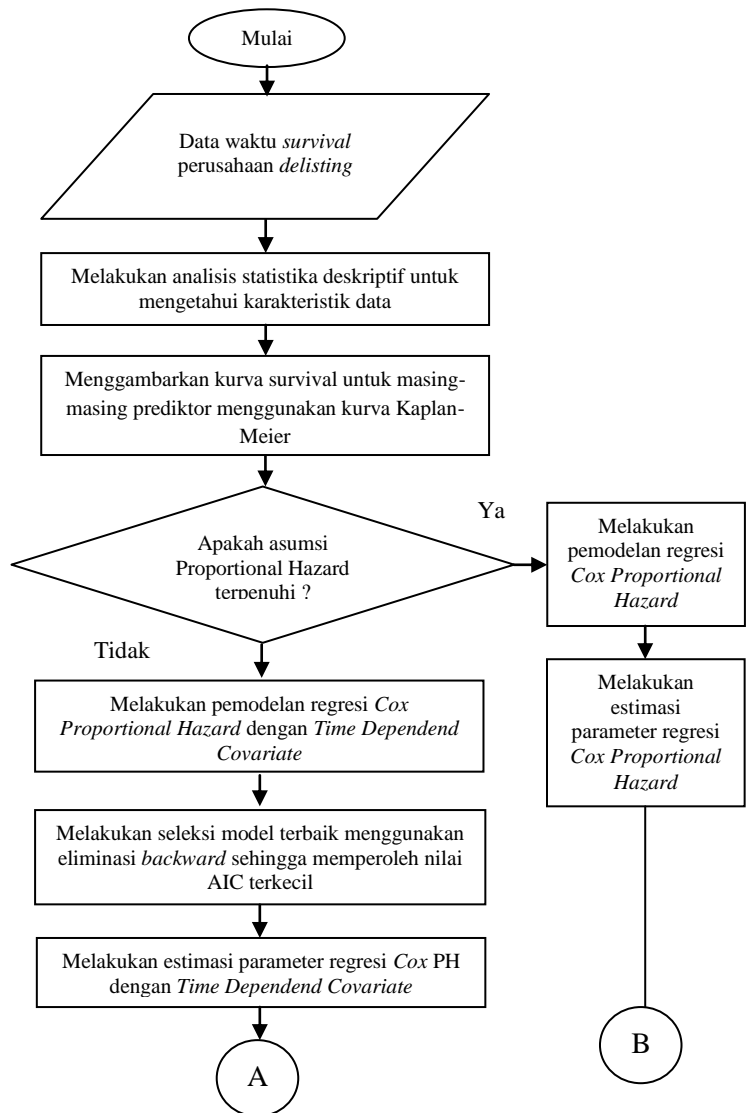 Mulai
Data waktu survival
perusahaan delisting
Melakukan analisis statistika deskriptif untuk
mengetahui karakteristik data
Menggambarkan kurva survival untuk masing-
masing prediktor menggunakan kurva Kaplan-
Meier
Apakah asumsi
Proportional Hazard
terpenuhi ?
Ya
Melakukan
pemodelan regresi
Cox Proportional
Hazard
Melakukan
estimasi
parameter regresi
Cox Proportional
Hazard
B
Tidak
Melakukan pemodelan regresi Cox
Proportional Hazard dengan Time Dependend
Covariate
Melakukan seleksi model terbaik menggunakan
eliminasi backward sehingga memperoleh nilai
AIC terkecil
Melakukan estimasi parameter regresi Cox PH
dengan Time Dependend Covariate
A